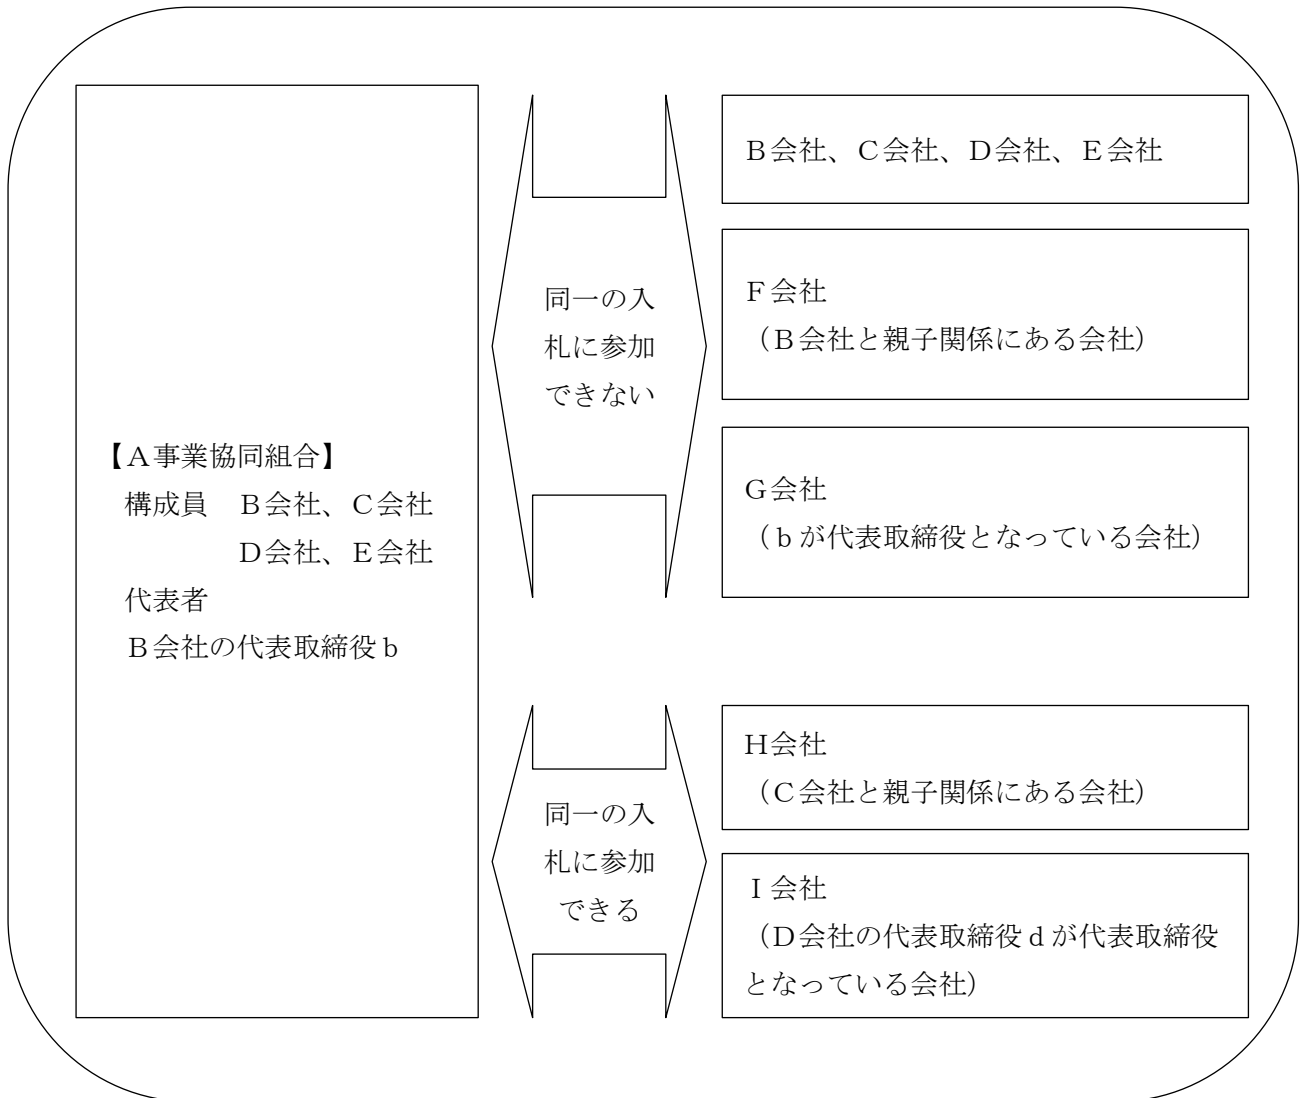 【Ａ事業協同組合】
構成員　Ｂ会社、Ｃ会社
Ｄ会社、Ｅ会社
代表者
Ｂ会社の代表取締役ｂ
同一の入
札に参加
できない
Ｂ会社、Ｃ会社、Ｄ会社、Ｅ会社
Ｆ会社
（Ｂ会社と親子関係にある会社）
Ｇ会社
（ｂが代表取締役となっている会社）
同一の入
札に参加
できる
Ｈ会社
（Ｃ会社と親子関係にある会社）
Ｉ会社
（Ｄ会社の代表取締役ｄが代表取締役
となっている会社）